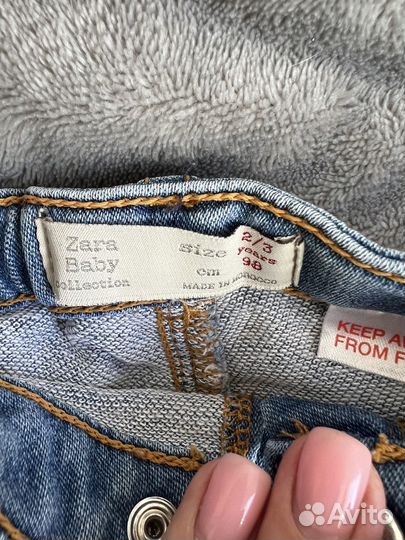 Zara
Baby
collection
Size
cm
2/3
years
98
MADE IN MOROCCO
KEEP A
FROM F
Avito